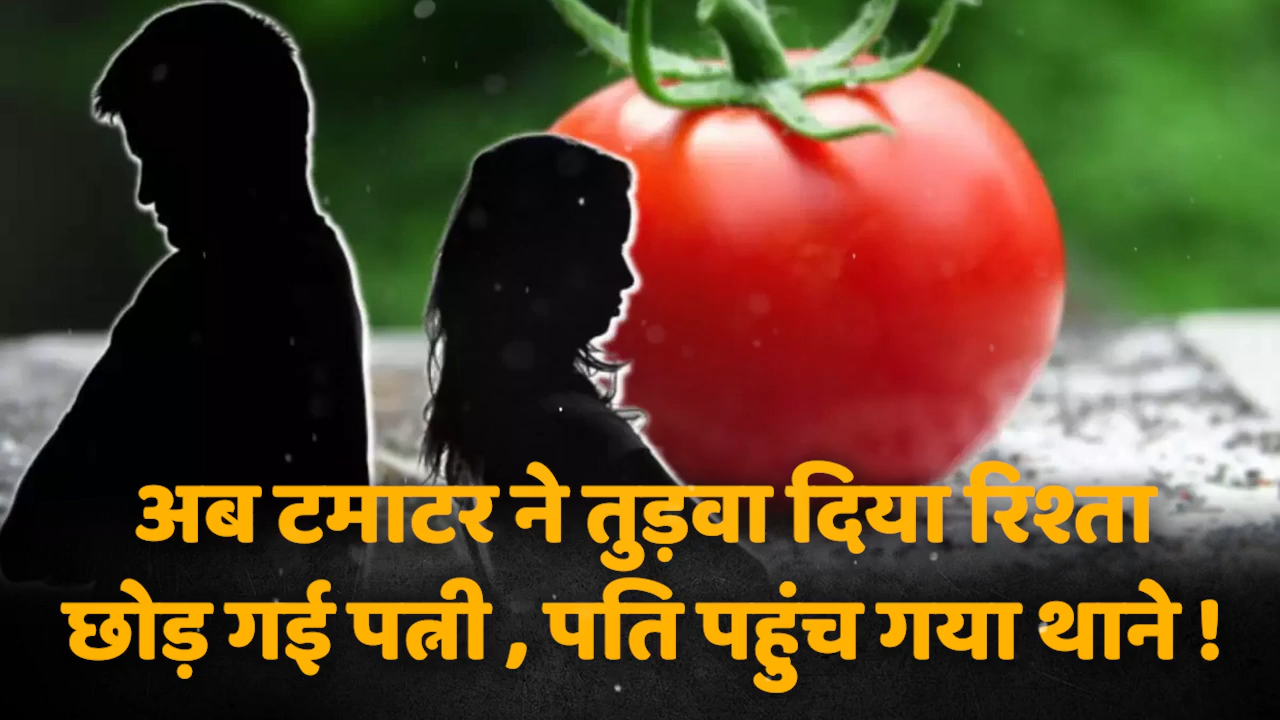 अब टमाटर ने तुड़वा दिया रिश्ता
छोड़ गई पत्नी , पति पहुंच गया थाने !